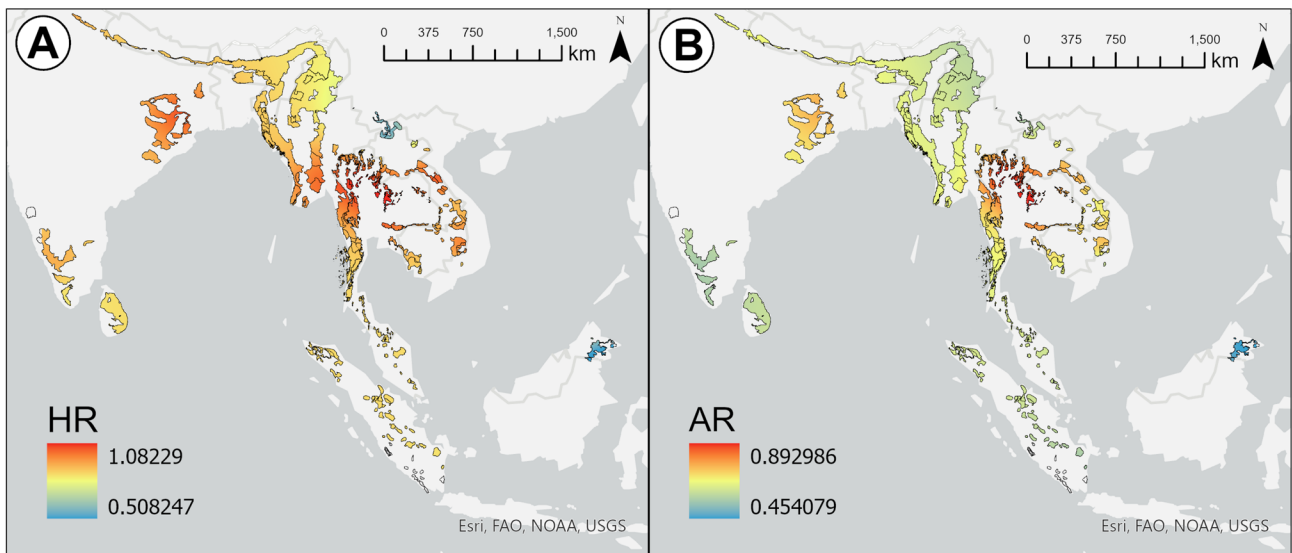 A
N
0 375 750 1,500
km
HR
1.08229
0.508247
Esri, FAO, NOAA, USGS
B
N
0 375 750 1,500
km
AR
0.892986
0.454079
Esri, FAO, NOAA, USGS